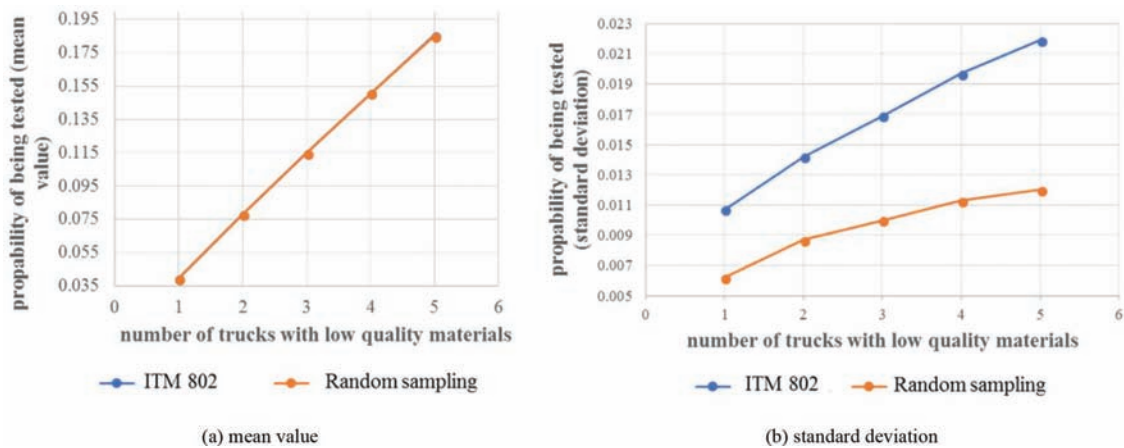 propability of being tested (mean
value)
0.195
0.175
0.155
0.135
0.115
0.095
0.075
0.055
0.035
0 1 2 3 4 5 6
number of trucks with low quality materials
ITM 802 Random sampling
(a) mean value
propability of being tested
(standard deviation)
0.023
0.021
0.019
0.017
0.015
0.013
0.011
0.009
0.007
0.005
0 1 2 3 4 5 6
number of trucks with low quality materials
ITM 802 Random sampling
(b) standard deviation